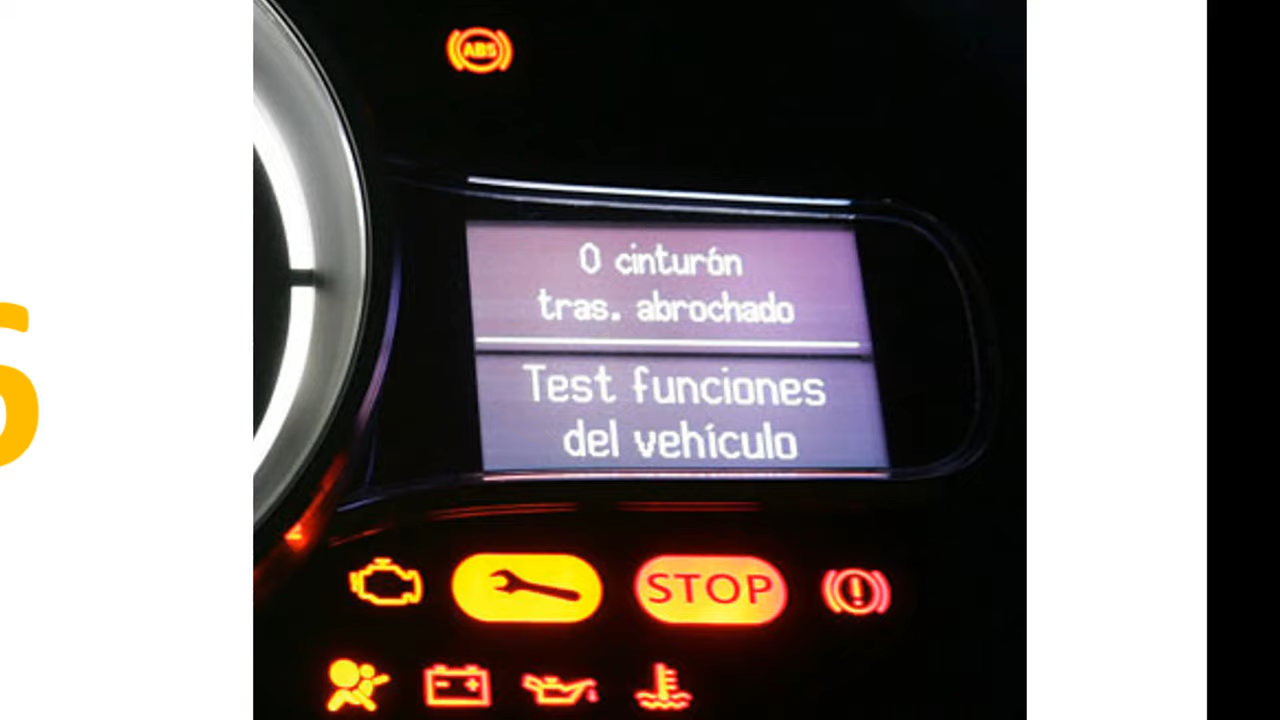 ABS
0 cinturón
tras. abrochado
Test funciones
del vehículo
STOP